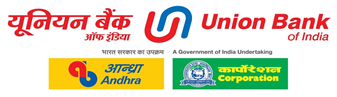 यूनियन बैंक
ऑफ इंडिया
Union Bank
of India
भारत सरकार का उपक्रम
A Government of India Undertaking
आन्ध्रा
Andhra
कार्पोरेशन
Corporation